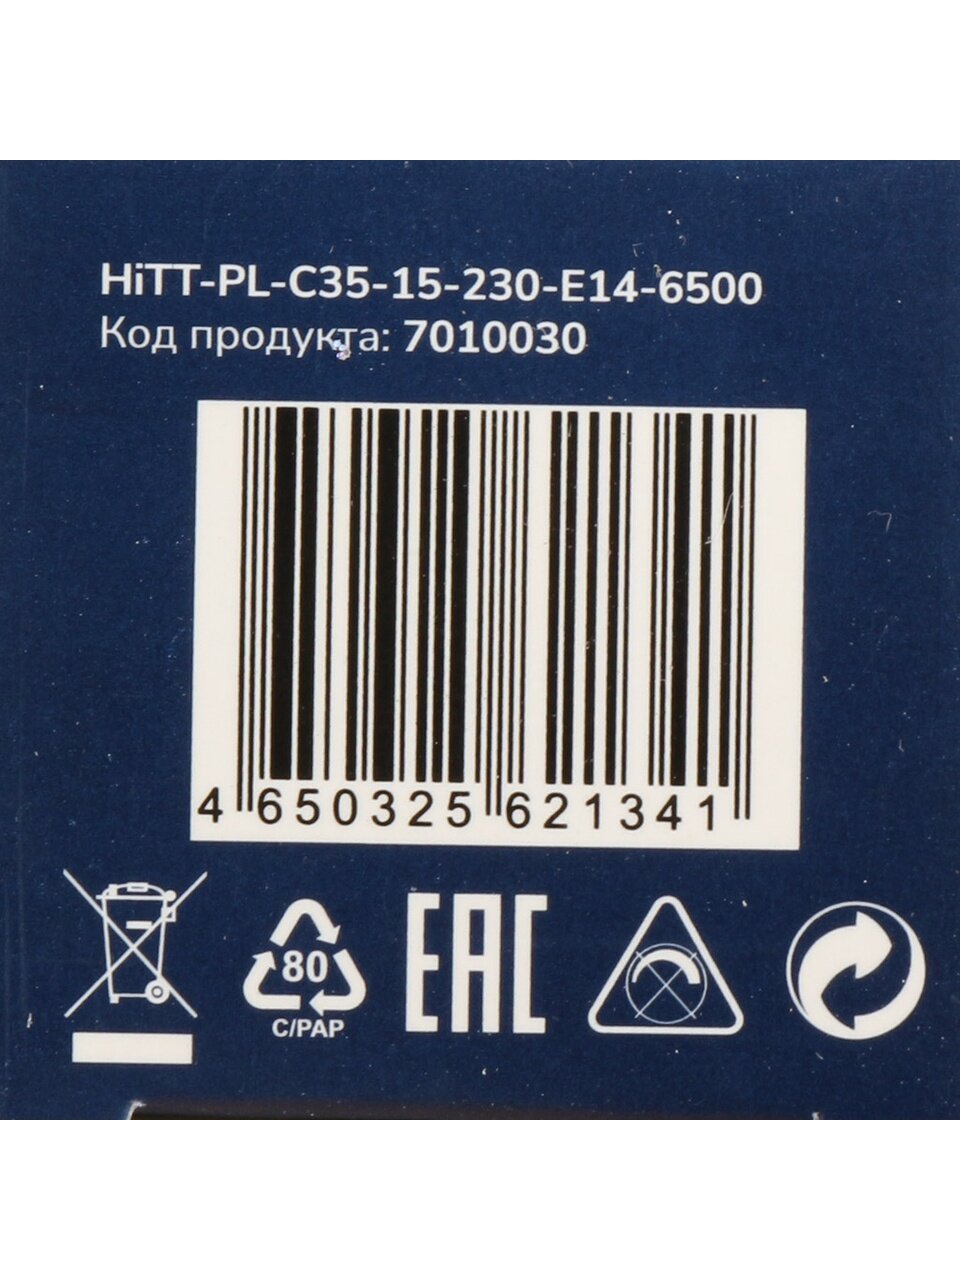 HiTT-PL-C35-15-230-E14-6500
Код продукта: 7010030
4 650325 621341
80
C/PAP
EAC